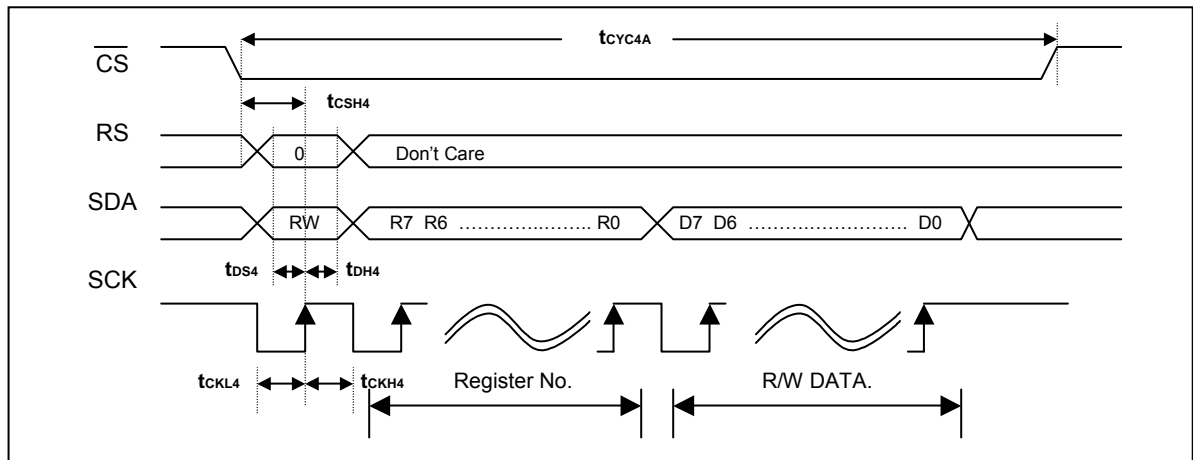 tCYC4A
CS
tCSH4
RS
0
Don't Care
SDA
RW
R7 R6 ........................ R0
D7 D6 ............................. D0
tDS4
tDH4
SCK
tCKL4
tCKH4
Register No.
R/W DATA.